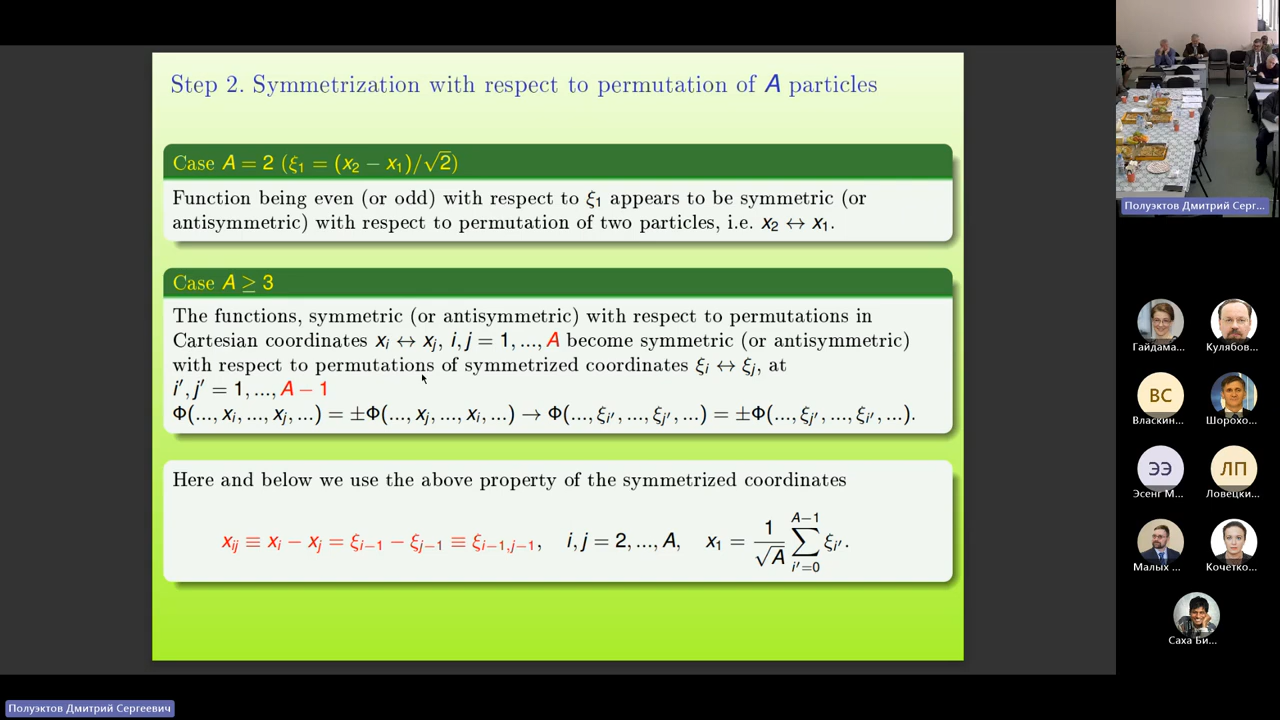 Step 2. Symmetrization with respect to permutation of A particles
Case A = 2 (ξ₁ = (x₂ − x₁)/√2)
Function being even (or odd) with respect to ξ₁ appears to be symmetric (or
antisymmetric) with respect to permutation of two particles, i.e. x₂ ↔ x₁.
Case A ≥ 3
The functions, symmetric (or antisymmetric) with respect to permutations in
Cartesian coordinates xᵢ ↔ xⱼ, i, j = 1, ..., A become symmetric (or antisymmetric)
with respect to permutations of symmetrized coordinates ξᵢ ↔ ξⱼ, at
i′, j′ = 1, ..., A − 1
Φ(..., xᵢ, ..., xⱼ, ...) = ±Φ(..., xⱼ, ..., xᵢ, ...) → Φ(..., ξᵢ′, ..., ξⱼ′, ...) = ±Φ(..., ξⱼ′, ..., ξᵢ′, ...).
Here and below we use the above property of the symmetrized coordinates
xᵢⱼ ≡ xᵢ − xⱼ = ξᵢ₋₁ − ξⱼ₋₁ ≡ ξᵢ₋₁,ⱼ₋₁, i, j = 2, ..., A, x₁ = 1/√A ∑_{i′=0}^{A−1} ξᵢ′.
Полуэктов Дмитрий Серг...
Гайдама... Кулябов...
ВС
Власкин... Шорохо...
ЭЭ ЛП
Эсенг М... Ловецки...
Малых ... Кочетко...
Саха Би...
Полуэктов Дмитрий Сергеевич